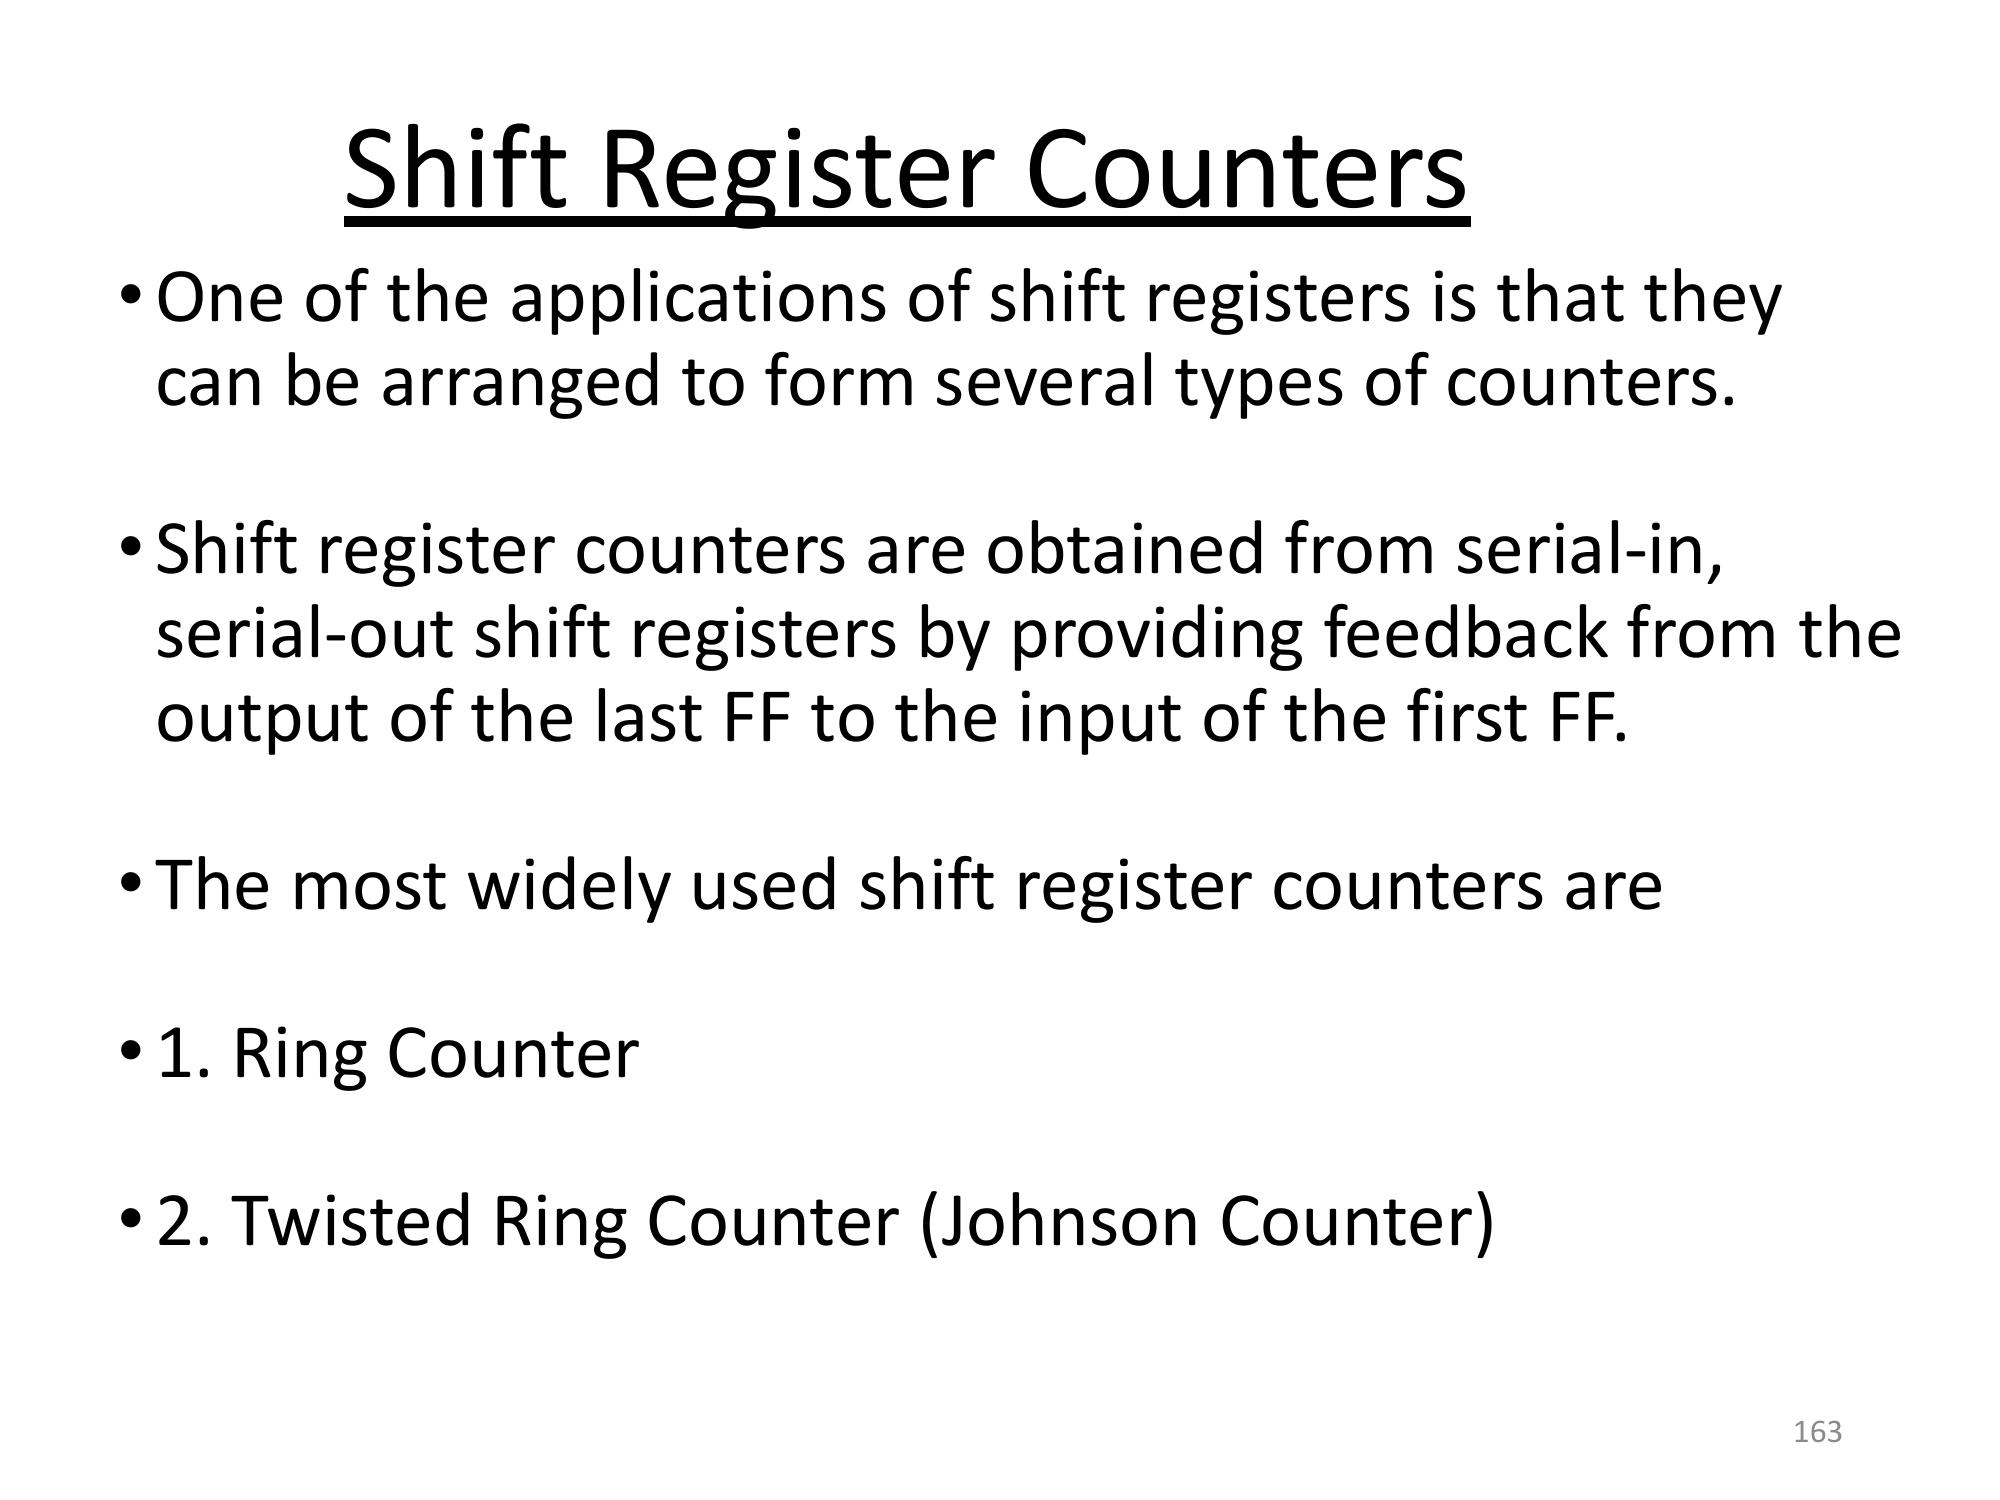 Shift Register Counters
• One of the applications of shift registers is that they
can be arranged to form several types of counters.
• Shift register counters are obtained from serial-in,
serial-out shift registers by providing feedback from the
output of the last FF to the input of the first FF.
• The most widely used shift register counters are
• 1. Ring Counter
• 2. Twisted Ring Counter (Johnson Counter)
163